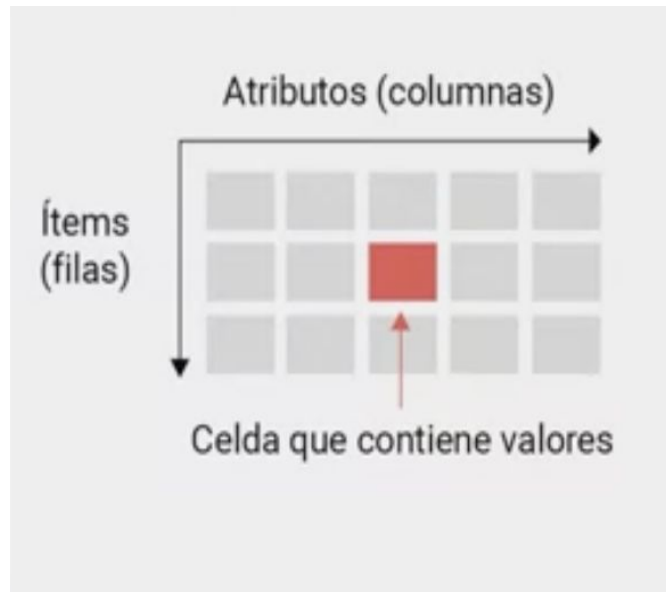 Atributos (columnas)
Ítems
(filas)
Celda que contiene valores